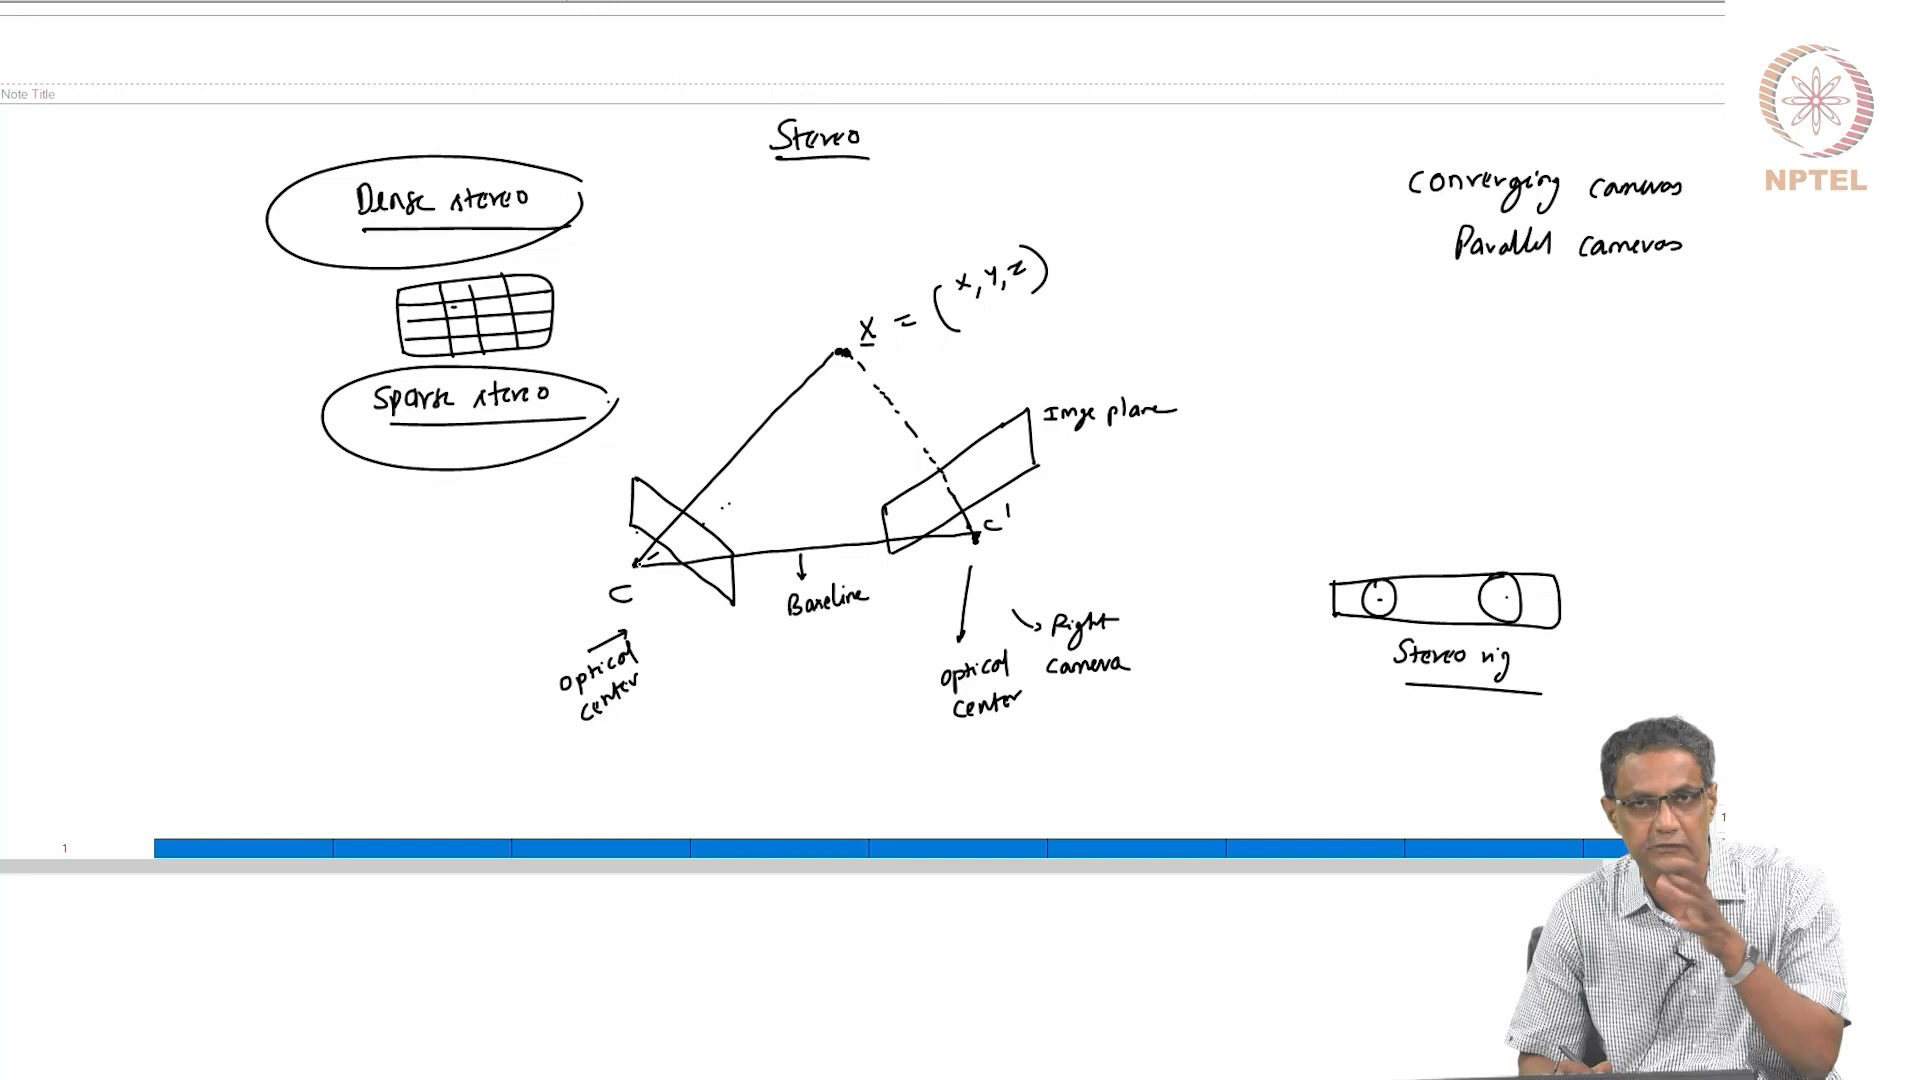 Note Title
Stereo
Dense stereo
Sparse stereo
Converging cameras
Parallel cameras
X = (X, Y, Z)
Imge plane
C
C'
Baseline
Optical
center
Optical
center
Right
camera
Stereo rig
NPTEL
1
1